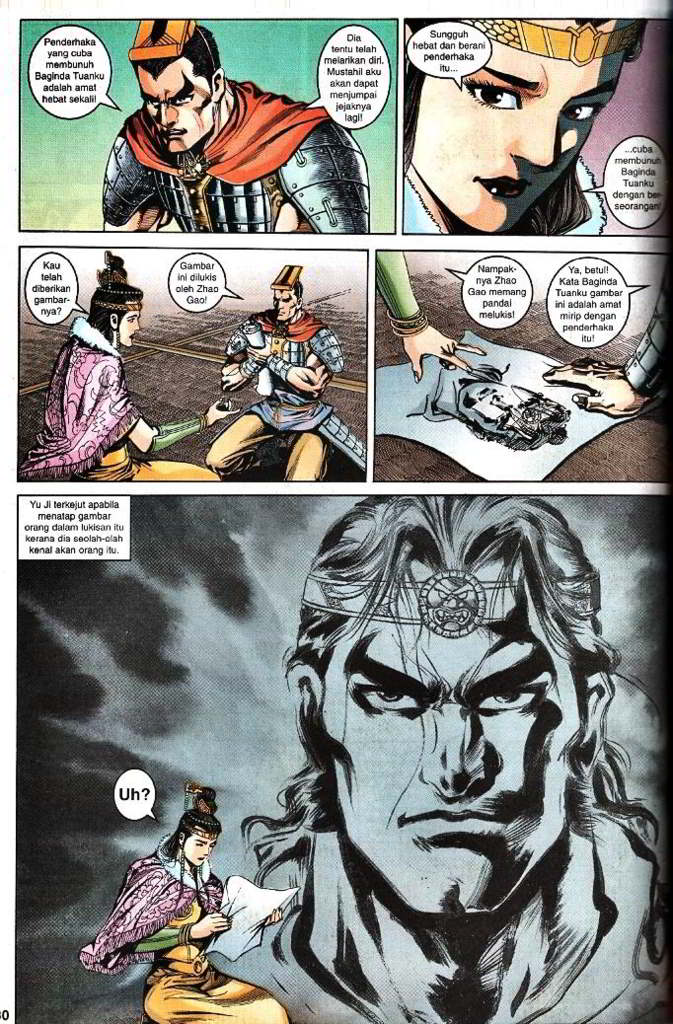 Penderhaka
yang cuba
membunuh
Baginda Tuanku
adalah amat
hebat sekali!
Dia
tentu telah
melarikan diri.
Mustahil aku
akan dapat
menjumpai
jejaknya
lagi!
Sungguh
hebat dan berani
penderhaka
itu...
...cuba
membunuh
Baginda
Tuanku
dengan ber-
seorangan!
Kau
telah
diberikan
gambar-
nya?
Gambar
ini dilukis
oleh Zhao
Gao!
Nampak-
nya Zhao
Gao memang
pandai
melukis!
Ya, betul!
Kata Baginda
Tuanku gambar
ini adalah amat
mirip dengan
penderhaka
itu!
Yu Ji terkejut apabila
menatap gambar
orang dalam lukisan itu
kerana dia seolah-olah
kenal akan orang itu.
Uh?